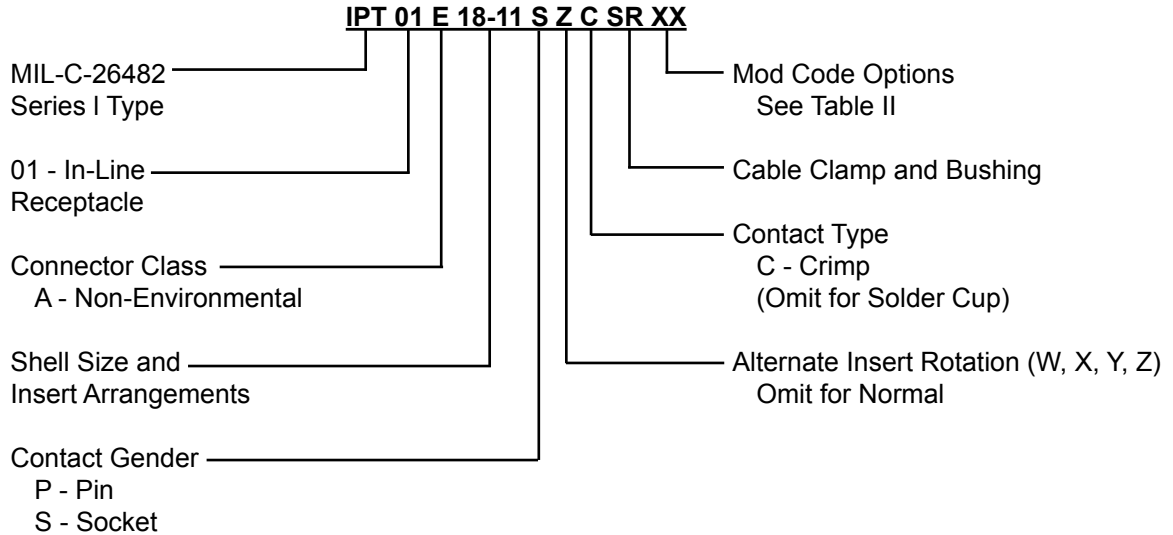 IPT 01 E 18-11 S Z C SR XX
MIL-C-26482
Series I Type
01 - In-Line
Receptacle
Connector Class
A - Non-Environmental
Shell Size and
Insert Arrangements
Contact Gender
P - Pin
S - Socket
Mod Code Options
See Table II
Cable Clamp and Bushing
Contact Type
C - Crimp
(Omit for Solder Cup)
Alternate Insert Rotation (W, X, Y, Z)
Omit for Normal